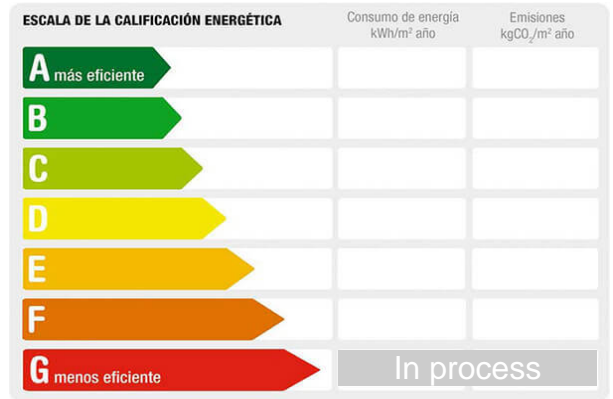 ESCALA DE LA CALIFICACIÓN ENERGÉTICA
Consumo de energía
kWh/m² año
Emisiones
kgCO₂/m² año
A más eficiente
B
C
D
E
F
G menos eficiente
In process